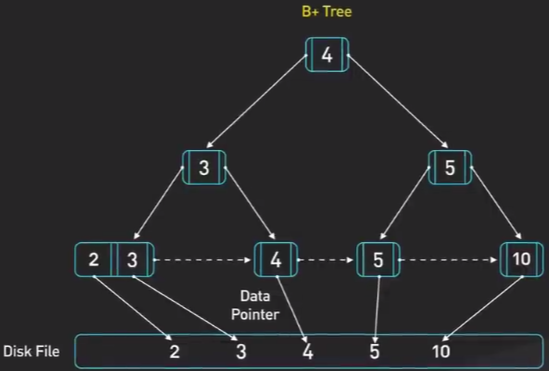 B+ Tree
4
3 5
2 3 4 5 10
Data
Pointer
Disk File 2 3 4 5 10